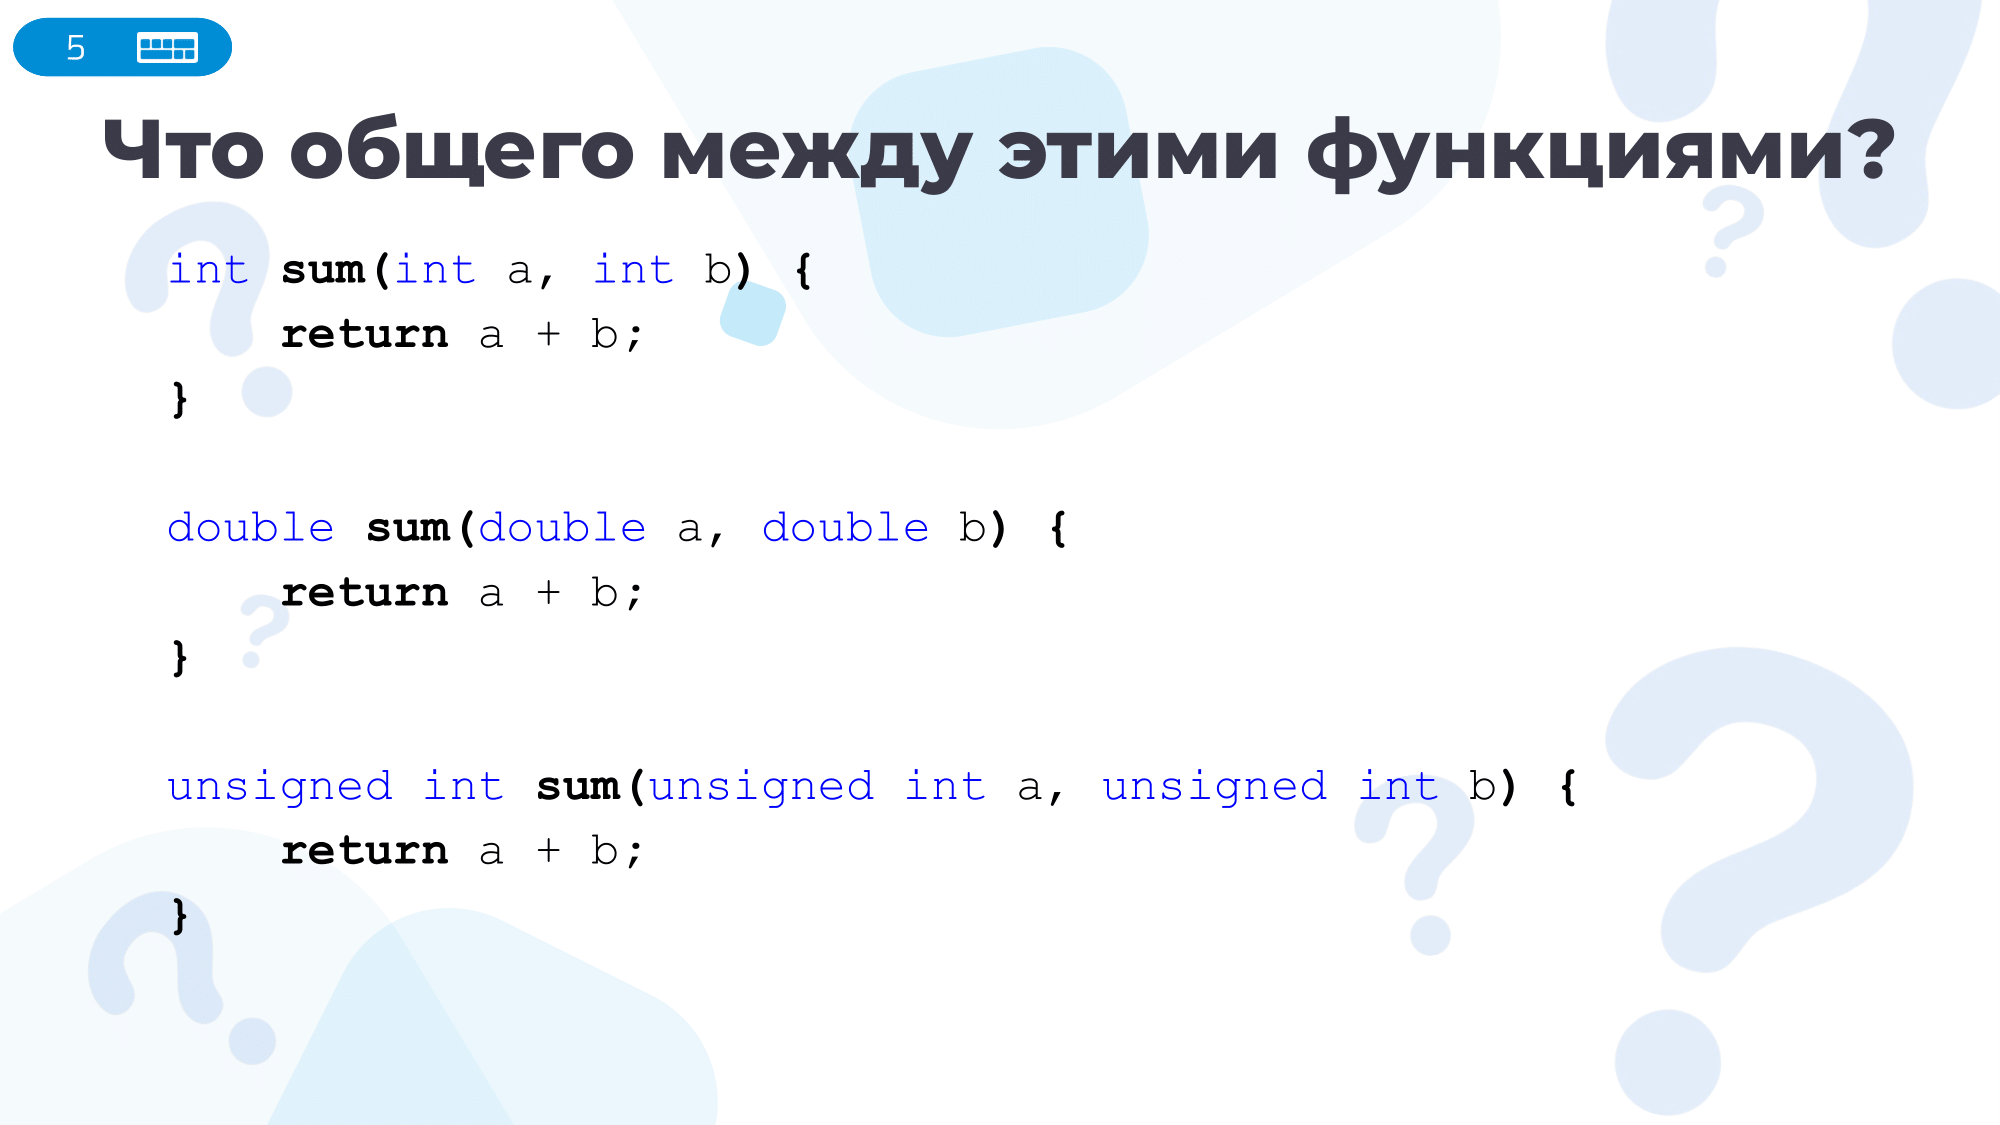 5
Что общего между этими функциями?
int sum(int a, int b) {
    return a + b;
}
double sum(double a, double b) {
    return a + b;
}
unsigned int sum(unsigned int a, unsigned int b) {
    return a + b;
}